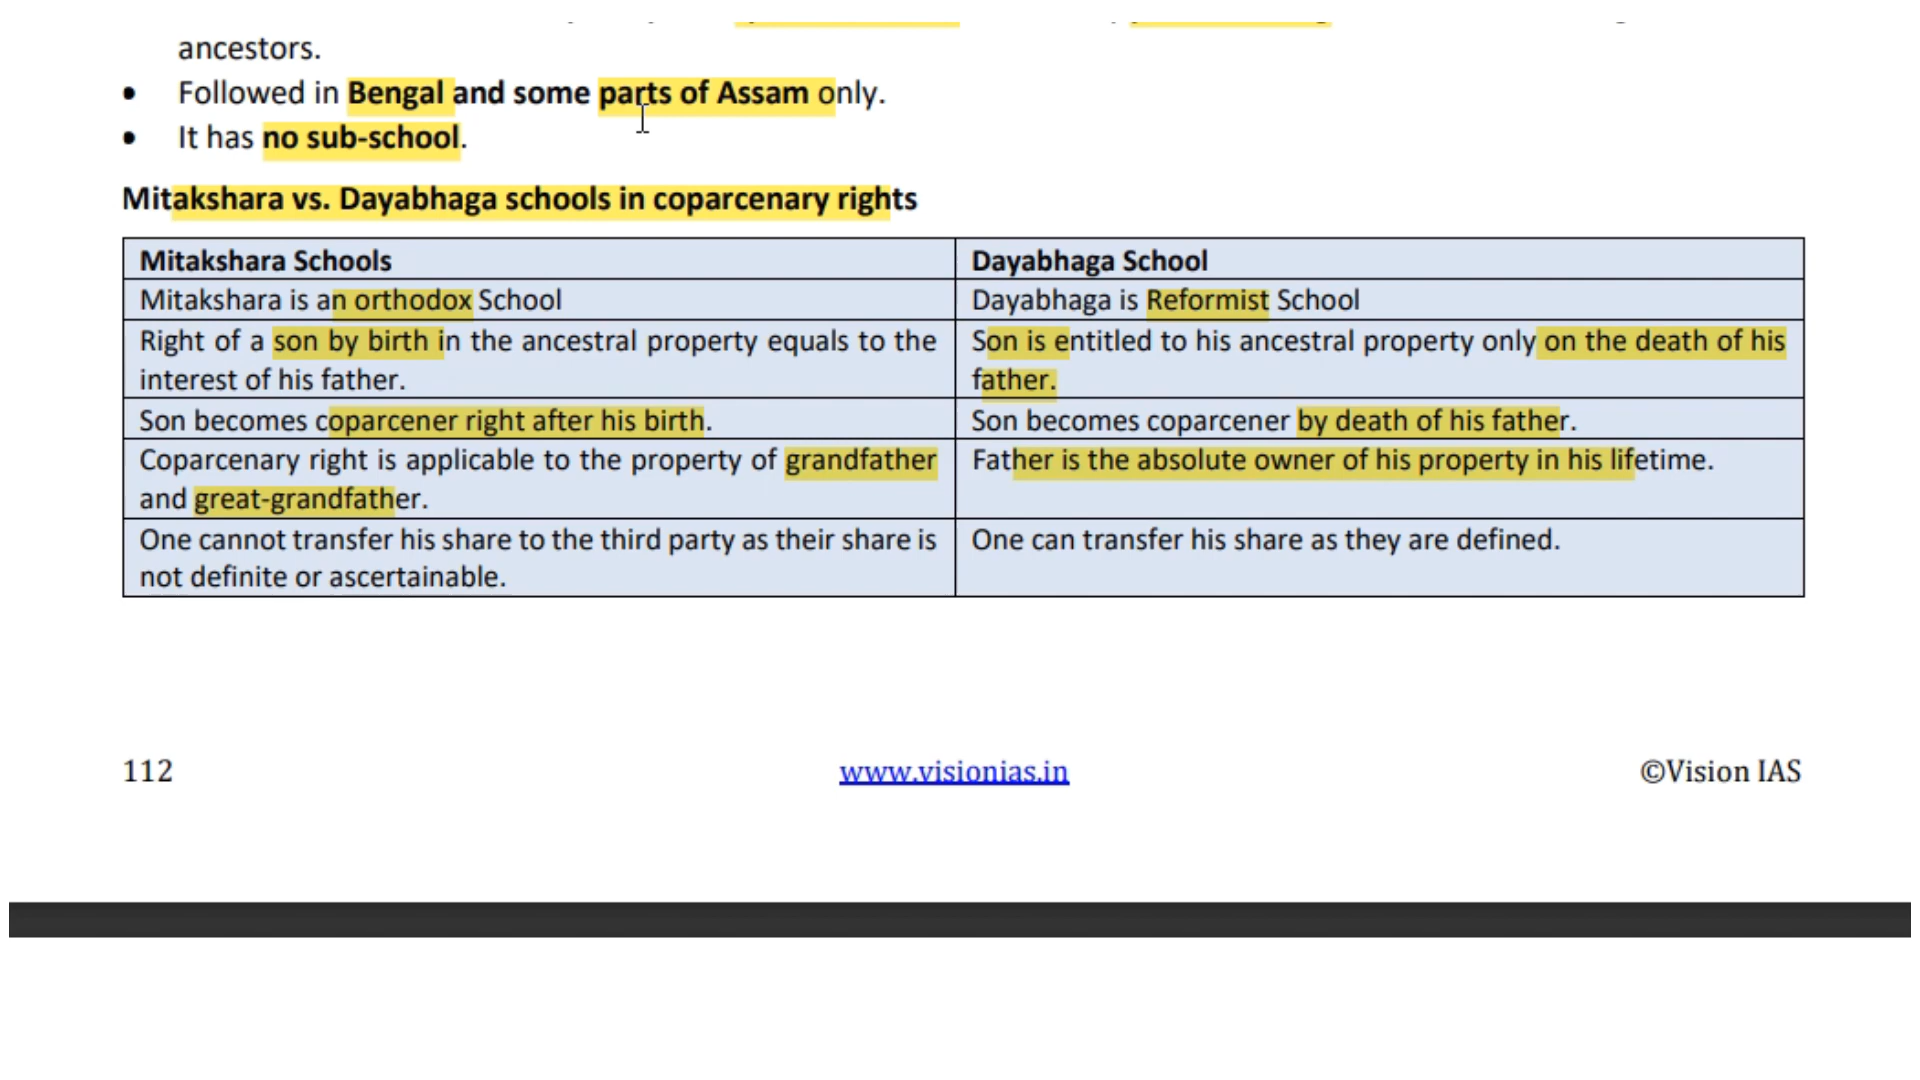 ancestors.
• Followed in Bengal and some parts of Assam only.
• It has no sub-school.
Mitakshara vs. Dayabhaga schools in coparcenary rights
Mitakshara Schools
Dayabhaga School
Mitakshara is an orthodox School
Dayabhaga is Reformist School
Right of a son by birth in the ancestral property equals to the
interest of his father.
Son is entitled to his ancestral property only on the death of his
father.
Son becomes coparcener right after his birth.
Son becomes coparcener by death of his father.
Coparcenary right is applicable to the property of grandfather
and great-grandfather.
Father is the absolute owner of his property in his lifetime.
One cannot transfer his share to the third party as their share is
not definite or ascertainable.
One can transfer his share as they are defined.
112
www.visionias.in
©Vision IAS